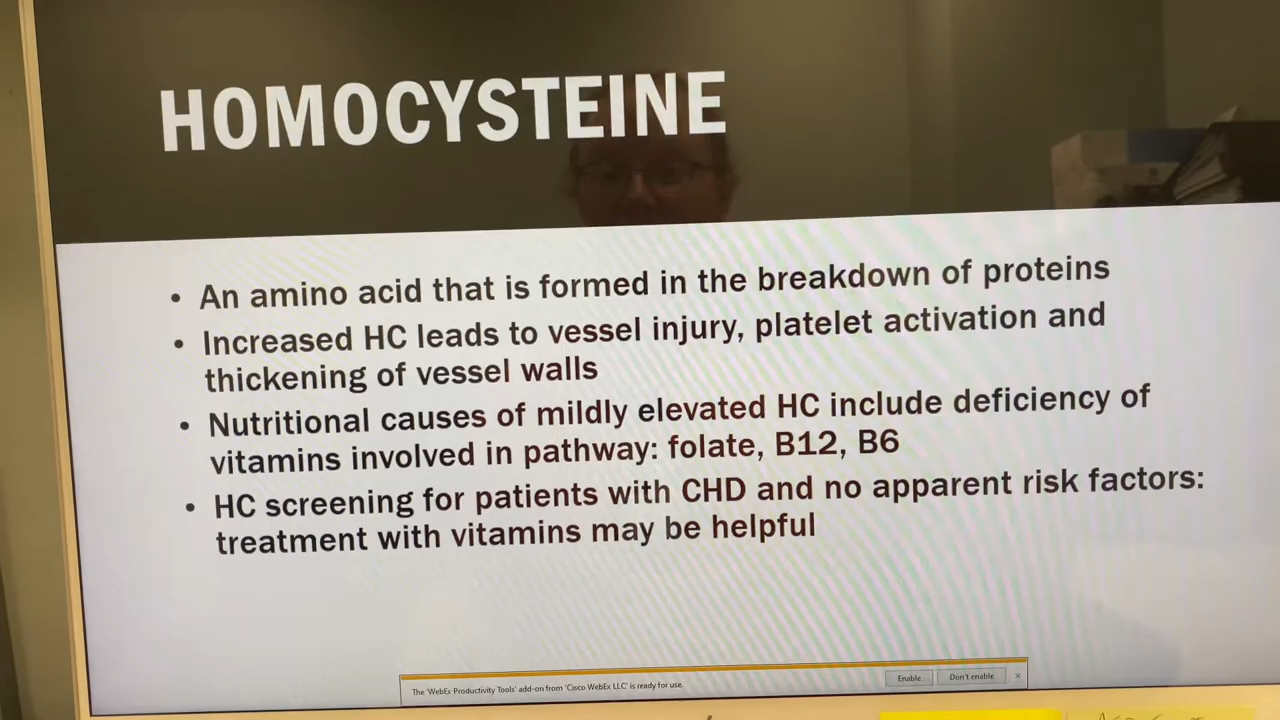 HOMOCYSTEINE
• An amino acid that is formed in the breakdown of proteins
• Increased HC leads to vessel injury, platelet activation and
thickening of vessel walls
• Nutritional causes of mildly elevated HC include deficiency of
vitamins involved in pathway: folate, B12, B6
• HC screening for patients with CHD and no apparent risk factors:
treatment with vitamins may be helpful
The 'WebEx Productivity Tools' add-on from 'Cisco WebEx LLC' is ready for use.
Enable
Don't enable
×